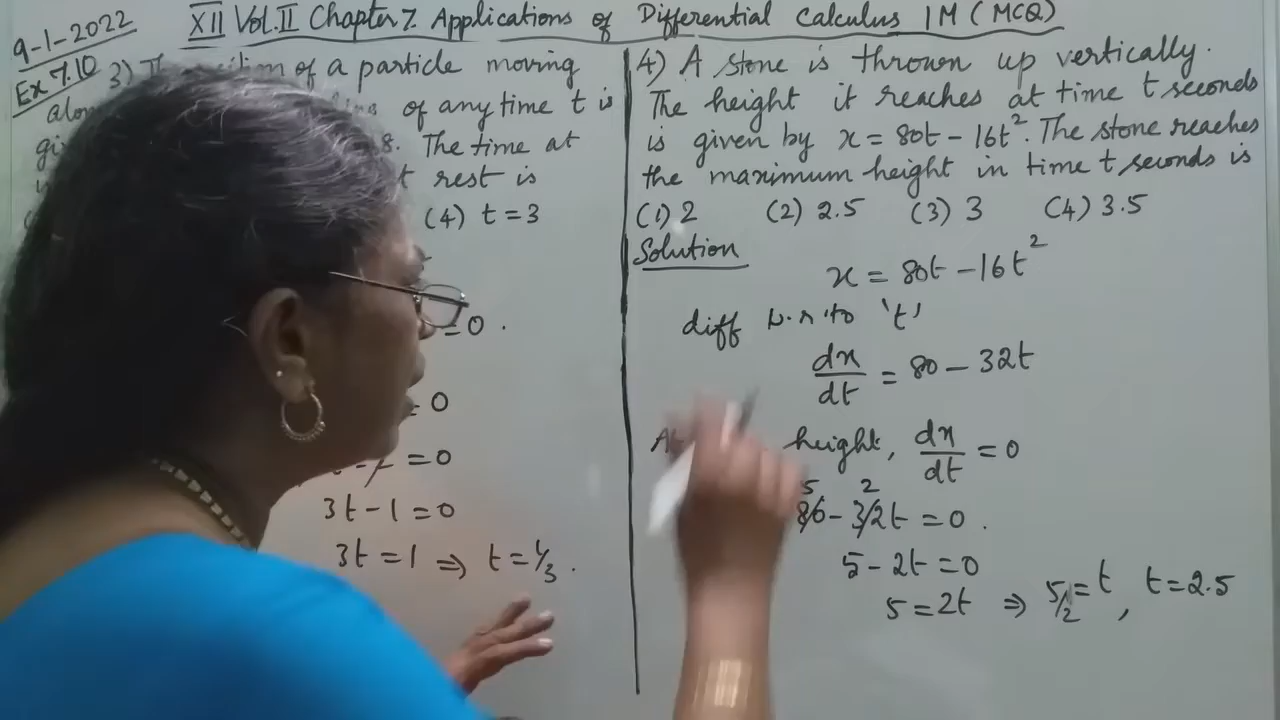 9-1-2022
XII Vol.II Chapter 7. Applications of Differential Calculus 1M (MCQ)
Ex 7.10
3) of a particle moving
of any time t is
8. The time at
t rest is
(4) t = 3
= 0 .
= 0
= 0
3t - 1 = 0
3t = 1 ⇒ t = 1/3 .
4) A stone is thrown up vertically.
The height it reaches at time t seconds
is given by x = 80t - 16t². The stone reaches
the maximum height in time t seconds is
(1) 2 (2) 2.5 (3) 3 (4) 3.5
Solution
x = 80t - 16t²
diff w.r.to 't'
dx/dt = 80 - 32t
height, dx/dt = 0
5 2
80 - 32t = 0 .
5 - 2t = 0
5 = 2t ⇒ 5/2 = t , t = 2.5